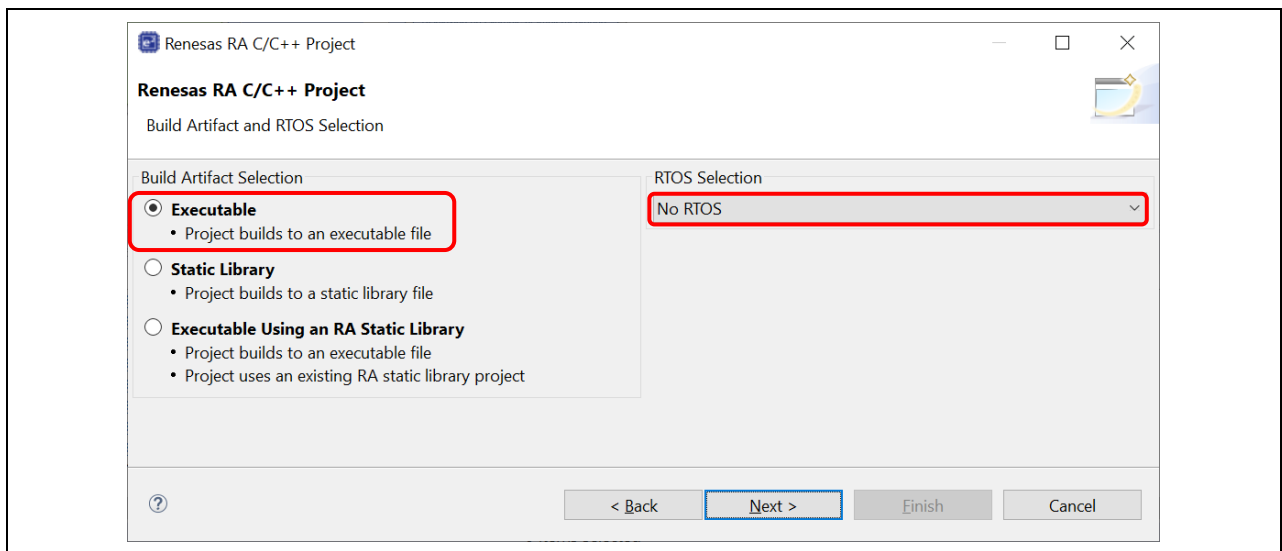 Renesas RA C/C++ Project
Renesas RA C/C++ Project
Build Artifact and RTOS Selection
Build Artifact Selection
Executable
• Project builds to an executable file
Static Library
• Project builds to a static library file
Executable Using an RA Static Library
• Project builds to an executable file
• Project uses an existing RA static library project
RTOS Selection
No RTOS
< Back
Next >
Finish
Cancel